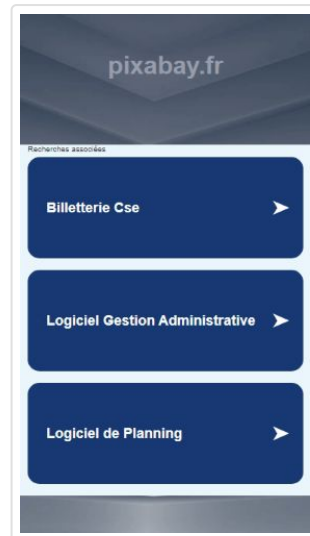 pixabay.fr
Recherches associées
Billetterie Cse
Logiciel Gestion Administrative
Logiciel de Planning